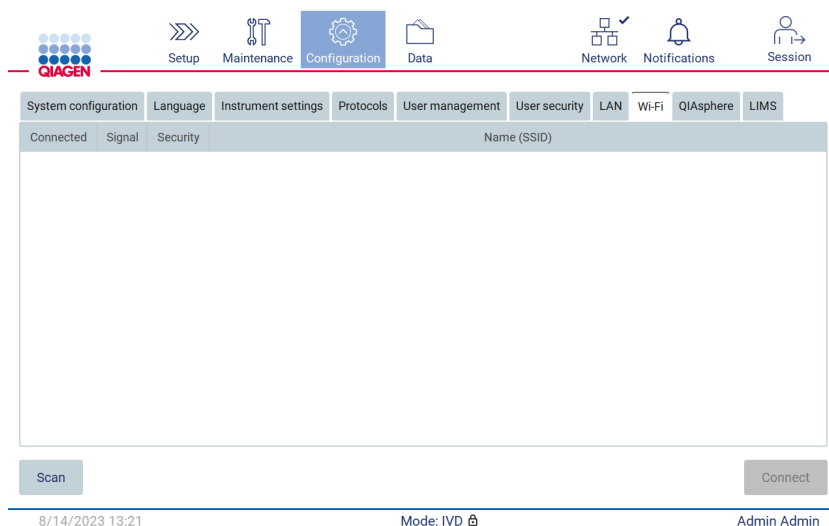 QIAGEN
Setup Maintenance Configuration Data Network Notifications Session
System configuration Language Instrument settings Protocols User management User security LAN Wi-Fi QIAsphere LIMS
Connected Signal Security Name (SSID)
Scan Connect
8/14/2023 13:21 Mode: IVD Admin Admin